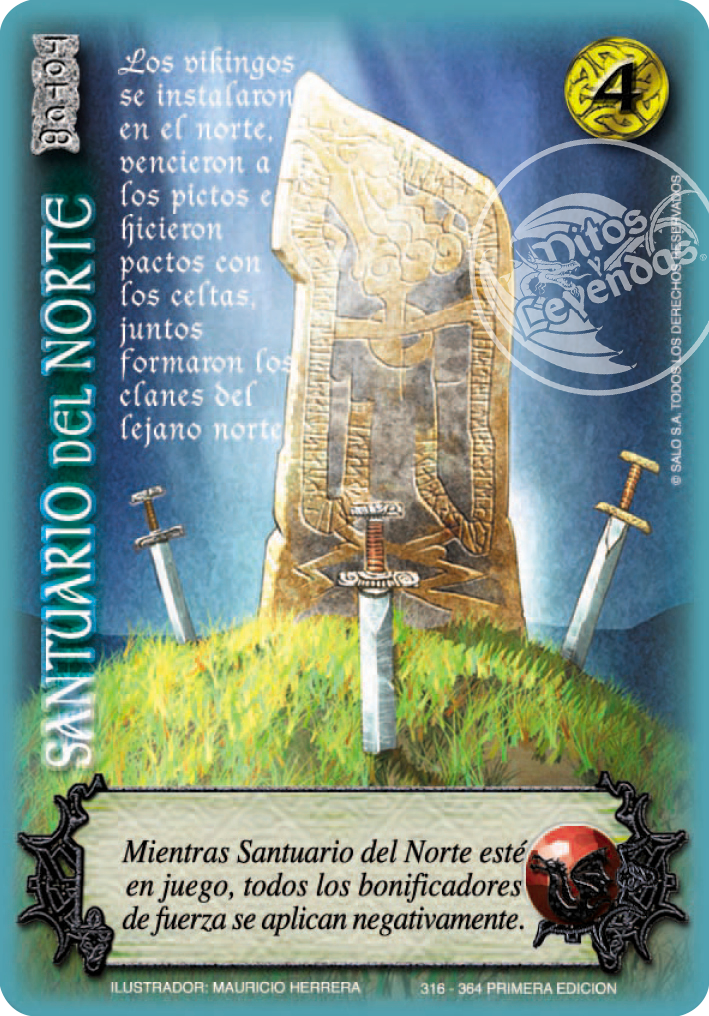 Los vikingos
se instalaron
en el norte,
vencieron a
los pictos e
hicieron
pactos con
los celtas,
juntos
formaron los
clanes del
lejano norte
4
Mitos
y
Leyendas
®
SANTUARIO DEL NORTE
© SALO S.A. TODOS LOS DERECHOS RESERVADOS
Mientras Santuario del Norte esté
en juego, todos los bonificadores
de fuerza se aplican negativamente.
ILUSTRADOR: MAURICIO HERRERA
316 - 364 PRIMERA EDICION